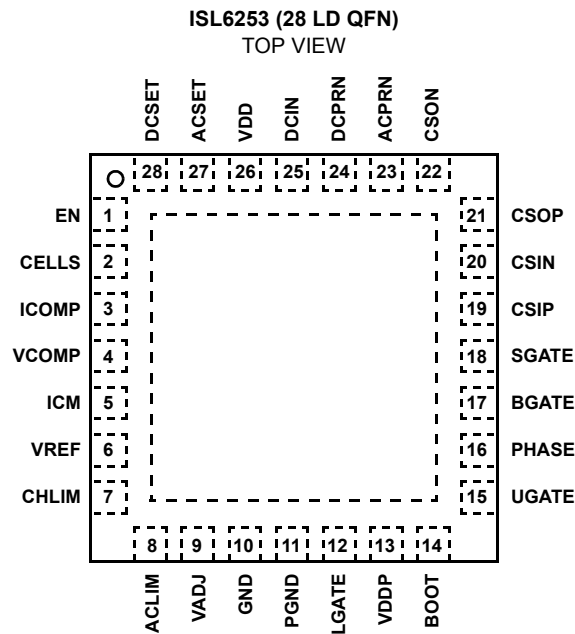 ISL6253 (28 LD QFN)
TOP VIEW
DCSET
ACSET
VDD
DCIN
DCPRN
ACPRN
CSON
28 27 26 25 24 23 22
EN 1 21 CSOP
CELLS 2 20 CSIN
ICOMP 3 19 CSIP
VCOMP 4 18 SGATE
ICM 5 17 BGATE
VREF 6 16 PHASE
CHLIM 7 15 UGATE
8 9 10 11 12 13 14
ACLIM
VADJ
GND
PGND
LGATE
VDDP
BOOT